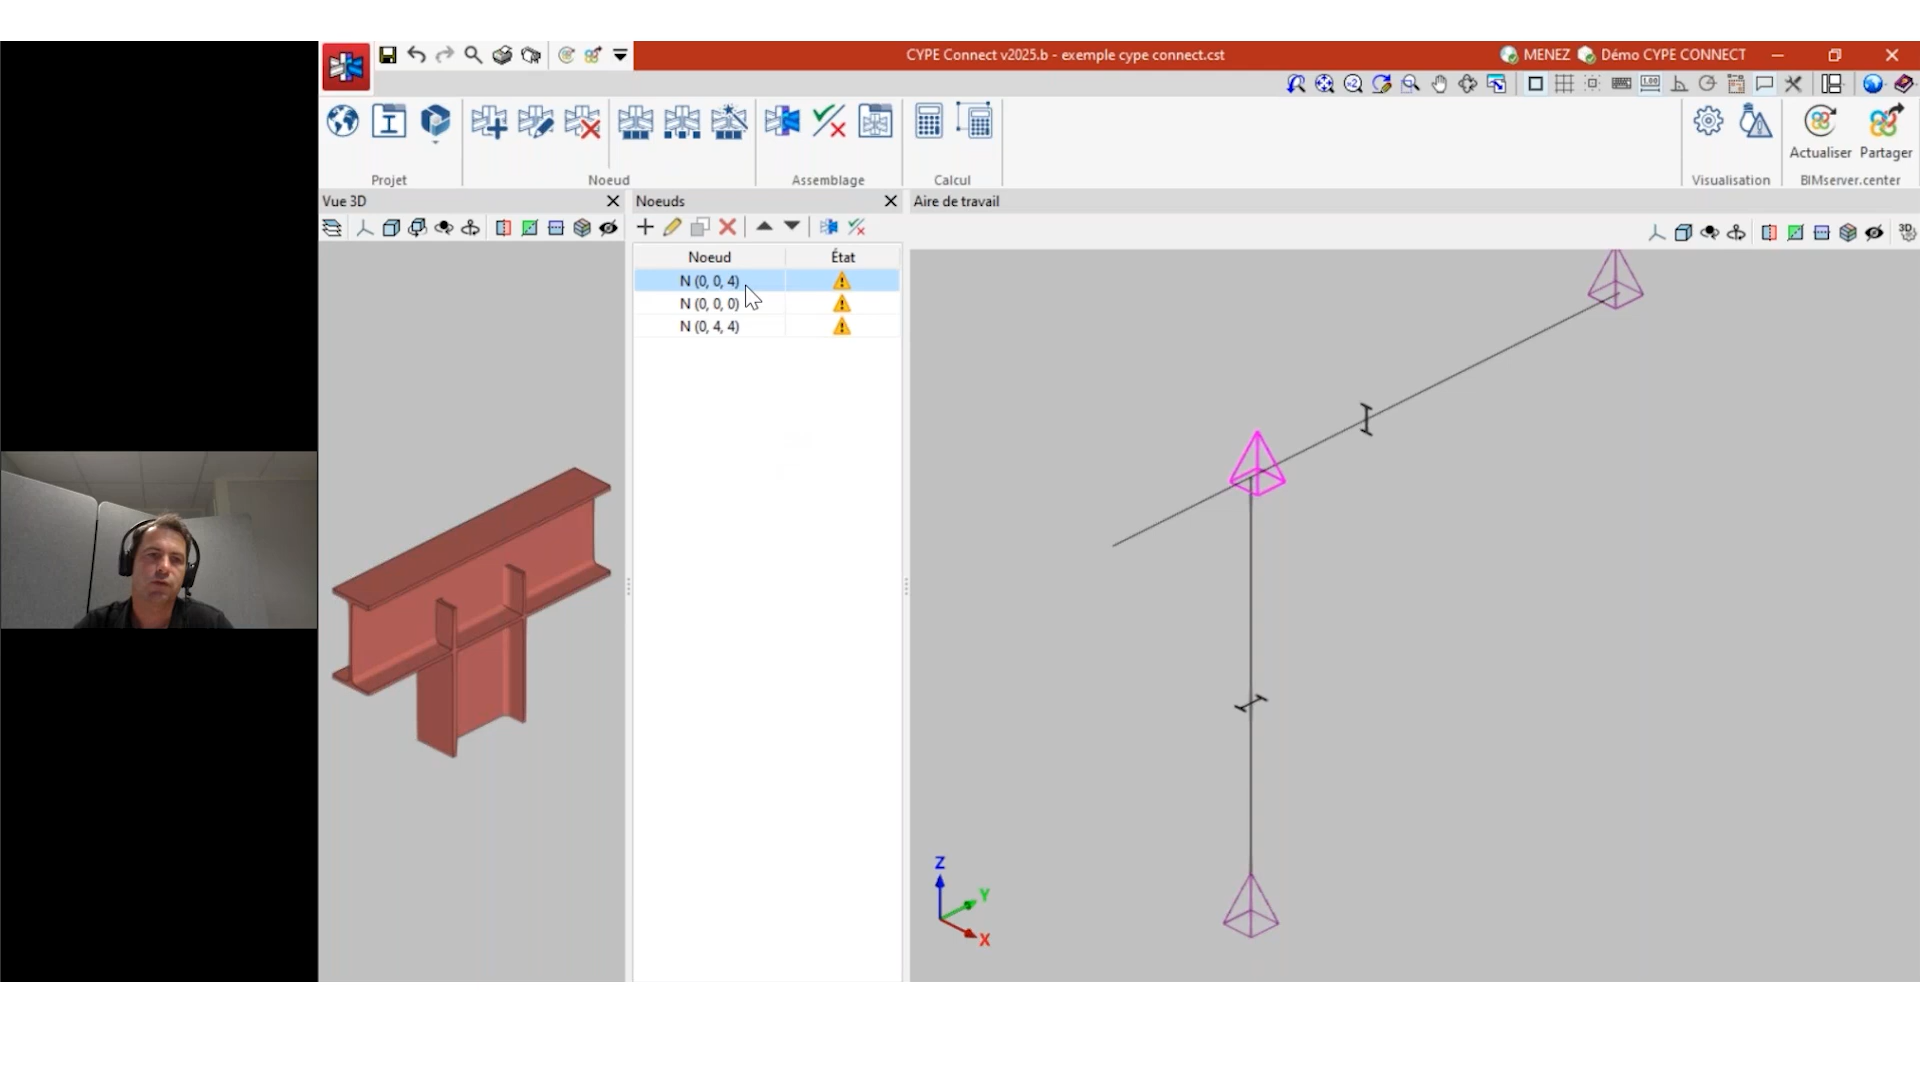 CYPE Connect v2025.b - exemple cype connect.cst
MENEZ
Démo CYPE CONNECT
Actualiser
Partager
Projet
Noeud
Assemblage
Calcul
Visualisation
BIMserver.center
Vue 3D
Noeuds
Aire de travail
3D
Noeud
État
N (0, 0, 4)
N (0, 0, 0)
N (0, 4, 4)
Z
Y
X